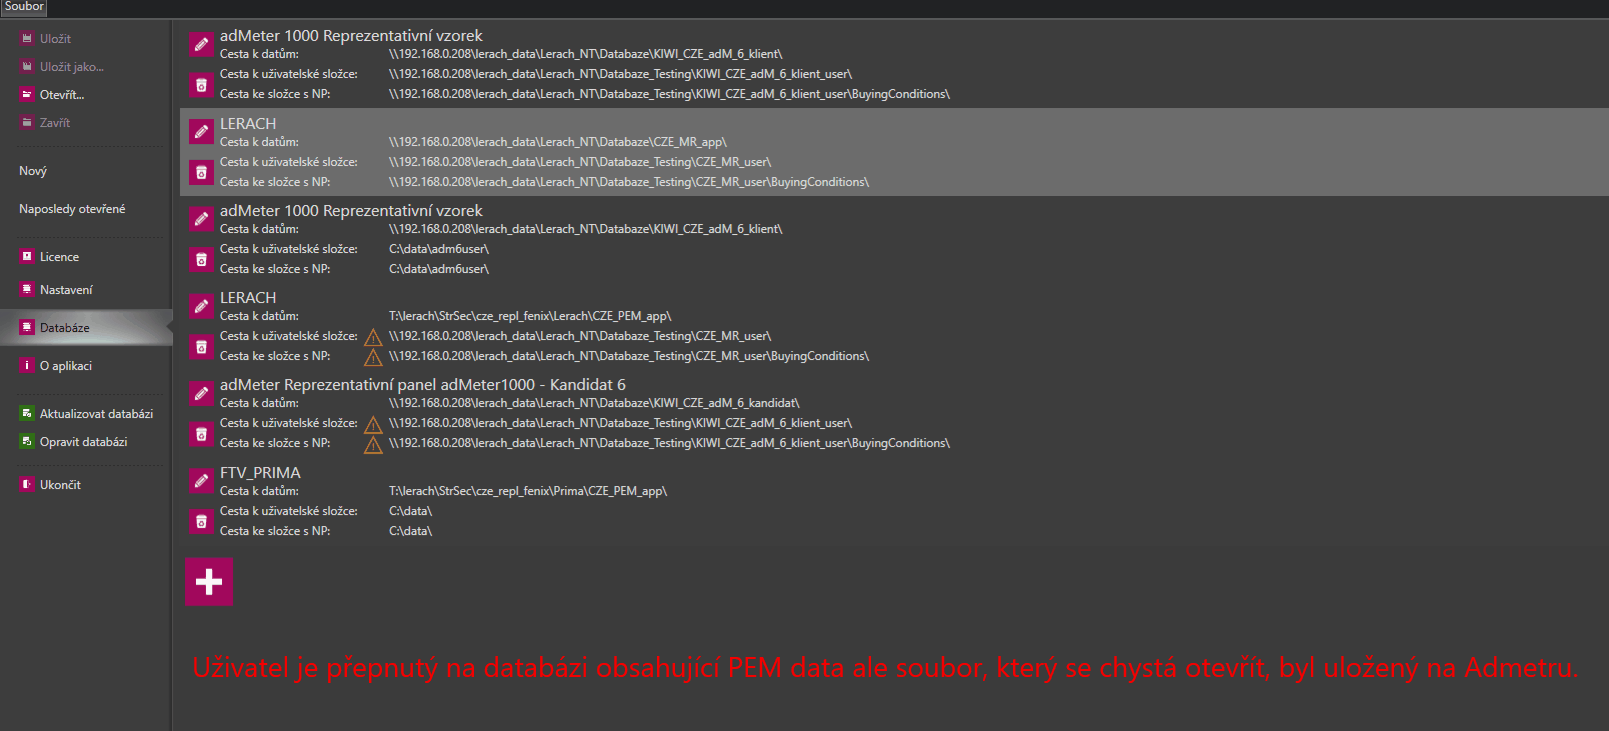 Soubor
Uložit
Uložit jako...
Otevřít...
Zavřít
Nový
Naposledy otevřené
Licence
Nastavení
Databáze
O aplikaci
Aktualizovat databázi
Opravit databázi
Ukončit
adMeter 1000 Reprezentativní vzorek
Cesta k datům: \\192.168.0.208\lerach_data\Lerach_NT\Databaze\KIWI_CZE_adM_6_klient\
Cesta k uživatelské složce: \\192.168.0.208\lerach_data\Lerach_NT\Databaze_Testing\KIWI_CZE_adM_6_klient_user\
Cesta ke složce s NP: \\192.168.0.208\lerach_data\Lerach_NT\Databaze_Testing\KIWI_CZE_adM_6_klient_user\BuyingConditions\
LERACH
Cesta k datům: \\192.168.0.208\lerach_data\Lerach_NT\Databaze\CZE_MR_app\
Cesta k uživatelské složce: \\192.168.0.208\lerach_data\Lerach_NT\Databaze_Testing\CZE_MR_user\
Cesta ke složce s NP: \\192.168.0.208\lerach_data\Lerach_NT\Databaze_Testing\CZE_MR_user\BuyingConditions\
adMeter 1000 Reprezentativní vzorek
Cesta k datům: \\192.168.0.208\lerach_data\Lerach_NT\Databaze\KIWI_CZE_adM_6_klient\
Cesta k uživatelské složce: C:\data\adm6user\
Cesta ke složce s NP: C:\data\adm6user\
LERACH
Cesta k datům: T:\lerach\StrSec\cze_repl_fenix\Lerach\CZE_PEM_app\
Cesta k uživatelské složce: \\192.168.0.208\lerach_data\Lerach_NT\Databaze_Testing\CZE_MR_user\
Cesta ke složce s NP: \\192.168.0.208\lerach_data\Lerach_NT\Databaze_Testing\CZE_MR_user\BuyingConditions\
adMeter Reprezentativní panel adMeter1000 - Kandidat 6
Cesta k datům: \\192.168.0.208\lerach_data\Lerach_NT\Databaze\KIWI_CZE_adM_6_kandidat\
Cesta k uživatelské složce: \\192.168.0.208\lerach_data\Lerach_NT\Databaze_Testing\KIWI_CZE_adM_6_klient_user\
Cesta ke složce s NP: \\192.168.0.208\lerach_data\Lerach_NT\Databaze_Testing\KIWI_CZE_adM_6_klient_user\BuyingConditions\
FTV_PRIMA
Cesta k datům: T:\lerach\StrSec\cze_repl_fenix\Prima\CZE_PEM_app\
Cesta k uživatelské složce: C:\data\
Cesta ke složce s NP: C:\data\
Uživatel je přepnutý na databázi obsahující PEM data ale soubor, který se chystá otevřít, byl uložený na Admetru.